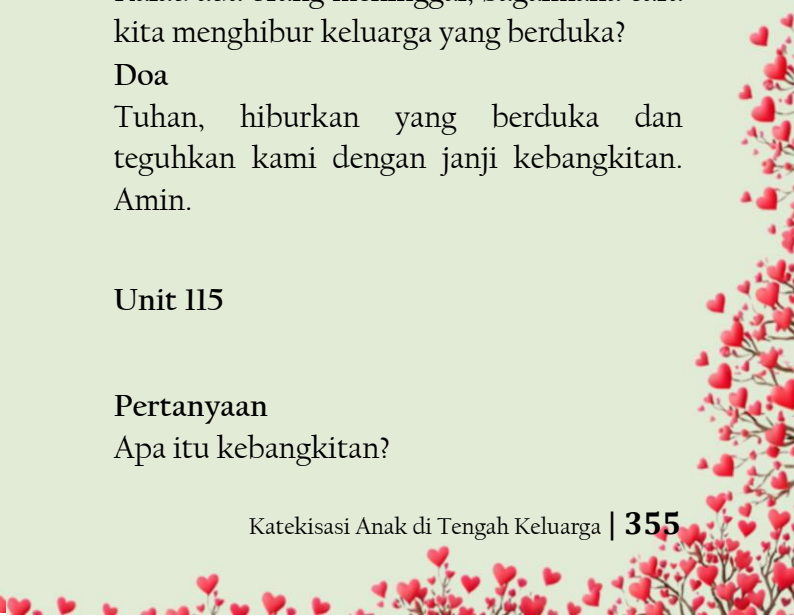 kita menghibur keluarga yang berduka?
Doa
Tuhan, hiburkan yang berduka dan
teguhkan kami dengan janji kebangkitan.
Amin.
Unit 115
Pertanyaan
Apa itu kebangkitan?
Katekisasi Anak di Tengah Keluarga | 355